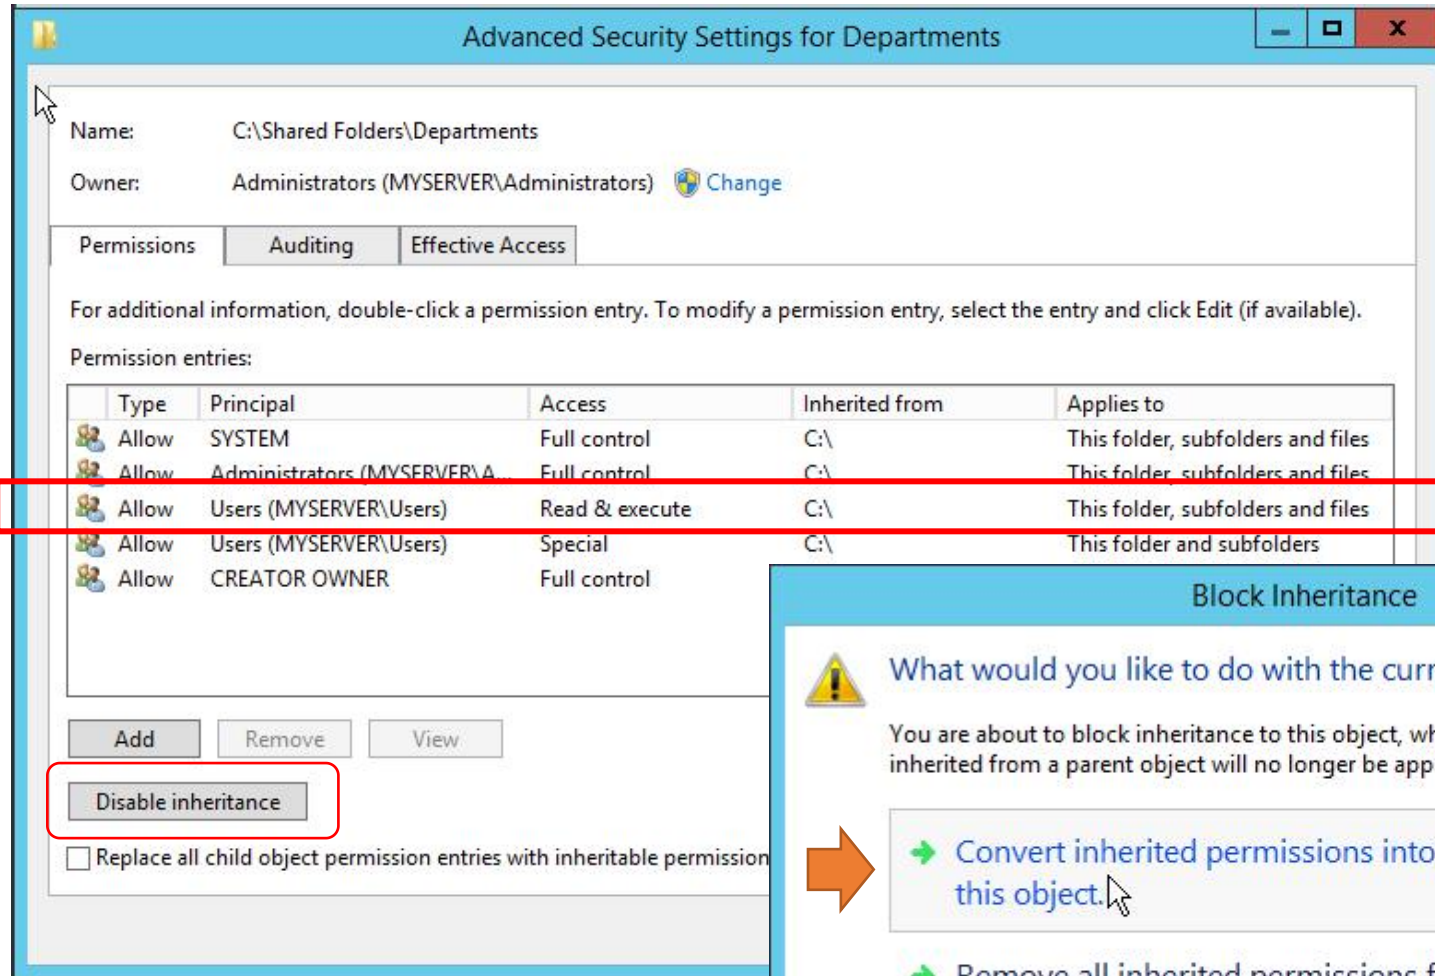 Advanced Security Settings for Departments
Name: C:\Shared Folders\Departments
Owner: Administrators (MYSERVER\Administrators) Change
Permissions Auditing Effective Access
For additional information, double-click a permission entry. To modify a permission entry, select the entry and click Edit (if available).
Permission entries:
Type Principal Access Inherited from Applies to
Allow SYSTEM Full control C:\ This folder, subfolders and files
Allow Administrators (MYSERVER\A... Full control C:\ This folder, subfolders and files
Allow Users (MYSERVER\Users) Read & execute C:\ This folder, subfolders and files
Allow Users (MYSERVER\Users) Special C:\ This folder and subfolders
Allow CREATOR OWNER Full control
Add Remove View
Disable inheritance
Replace all child object permission entries with inheritable permission
Block Inheritance
What would you like to do with the curr
You are about to block inheritance to this object, wh
inherited from a parent object will no longer be app
Convert inherited permissions into
this object.
Remove all inherited permissions f